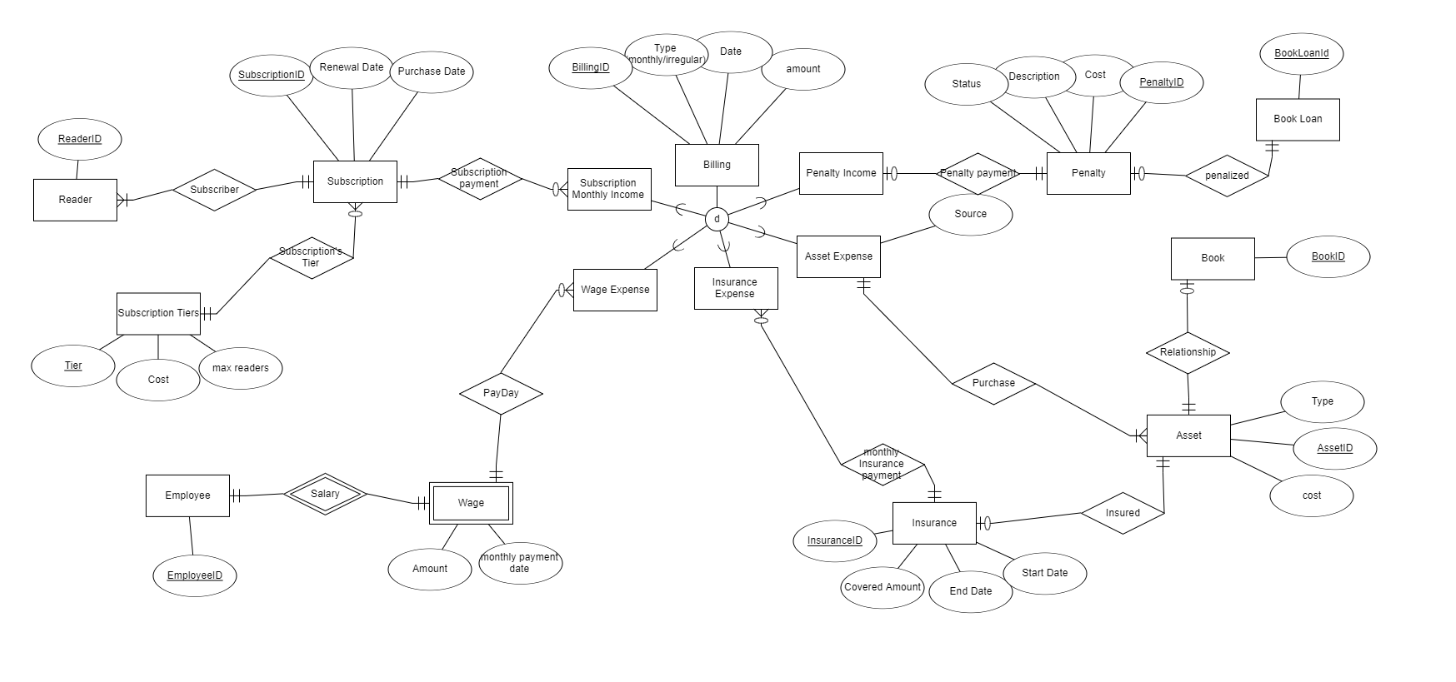 BookLoanId
Type
(monthly/irregular)
Date
BillingID
amount
SubscriptionID
Renewal Date
Purchase Date
Status
Description
Cost
PenaltyID
Book Loan
ReaderID
Billing
Subscription
Subscriber
Reader
Subscription
payment
Subscription
Monthly Income
Penalty Income
Penalty payment
Penalty
penalized
d
Source
Subscription's
Tier
Asset Expense
Book
BookID
Wage Expense
Insurance
Expense
Subscription Tiers
Tier
Cost
max readers
Relationship
PayDay
Purchase
Type
Asset
AssetID
cost
monthly
Insurance
payment
Employee
Salary
Wage
Insurance
Insured
InsuranceID
Amount
monthly payment
date
EmployeeID
Covered Amount
End Date
Start Date